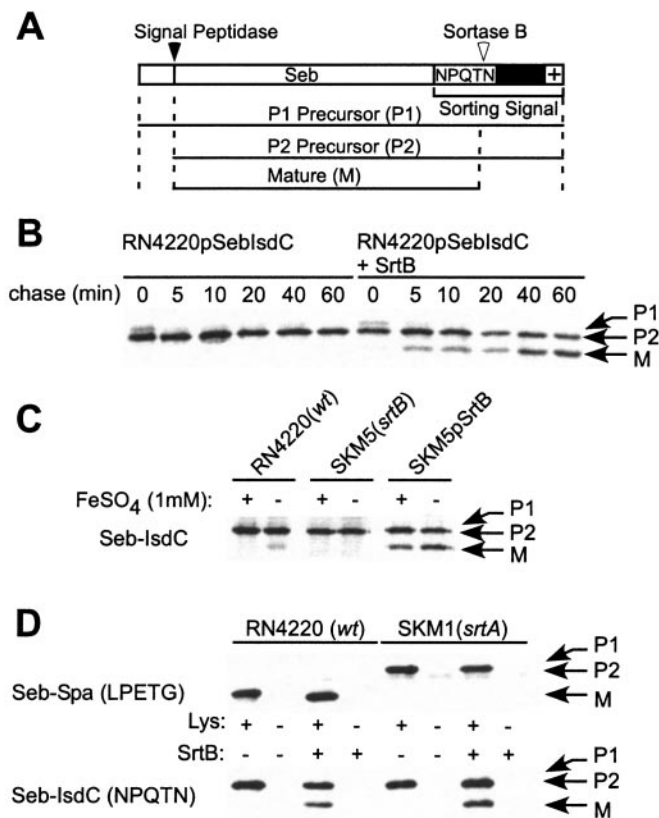 A
Signal Peptidase
Sortase B
Seb
NPQTN
+
P1 Precursor (P1)
Sorting Signal
P2 Precursor (P2)
Mature (M)
B
RN4220pSebIsdC
RN4220pSebIsdC
+ SrtB
chase (min) 0 5 10 20 40 60 0 5 10 20 40 60
P1
P2
M
C
RN4220(wt)
SKM5(srtB)
SKM5pSrtB
FeSO4 (1mM): + - + - + -
P1
Seb-IsdC
P2
M
D
RN4220 (wt)
SKM1(srtA)
P1
Seb-Spa (LPETG)
P2
M
Lys: + - + - + - + -
SrtB: - - + + - - + +
P1
Seb-IsdC (NPQTN)
P2
M